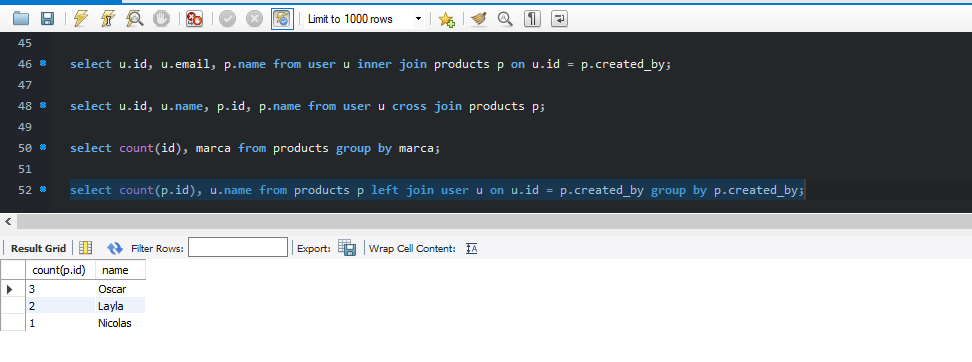 Limit to 1000 rows
45
46 select u.id, u.email, p.name from user u inner join products p on u.id = p.created_by;
47
48 select u.id, u.name, p.id, p.name from user u cross join products p;
49
50 select count(id), marca from products group by marca;
51
52 select count(p.id), u.name from products p left join user u on u.id = p.created_by group by p.created_by;
Result Grid Filter Rows: Export: Wrap Cell Content:
count(p.id) name
3 Oscar
2 Layla
1 Nicolas